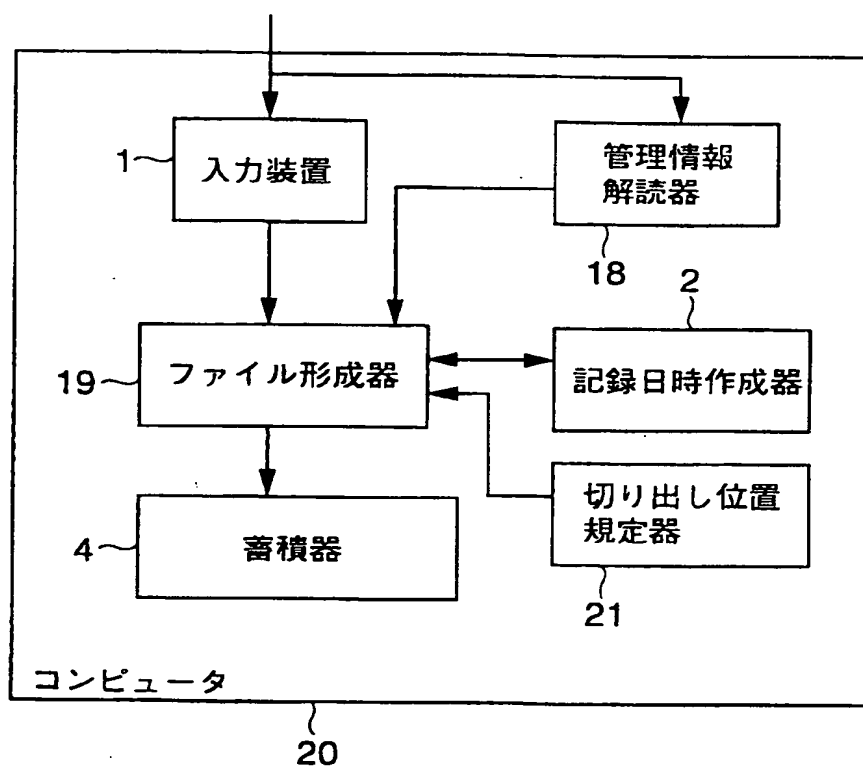 1
入力装置
管理情報
解読器
18
2
19
ファイル形成器
記録日時作成器
4
蓄積器
切り出し位置
規定器
21
コンピュータ
20